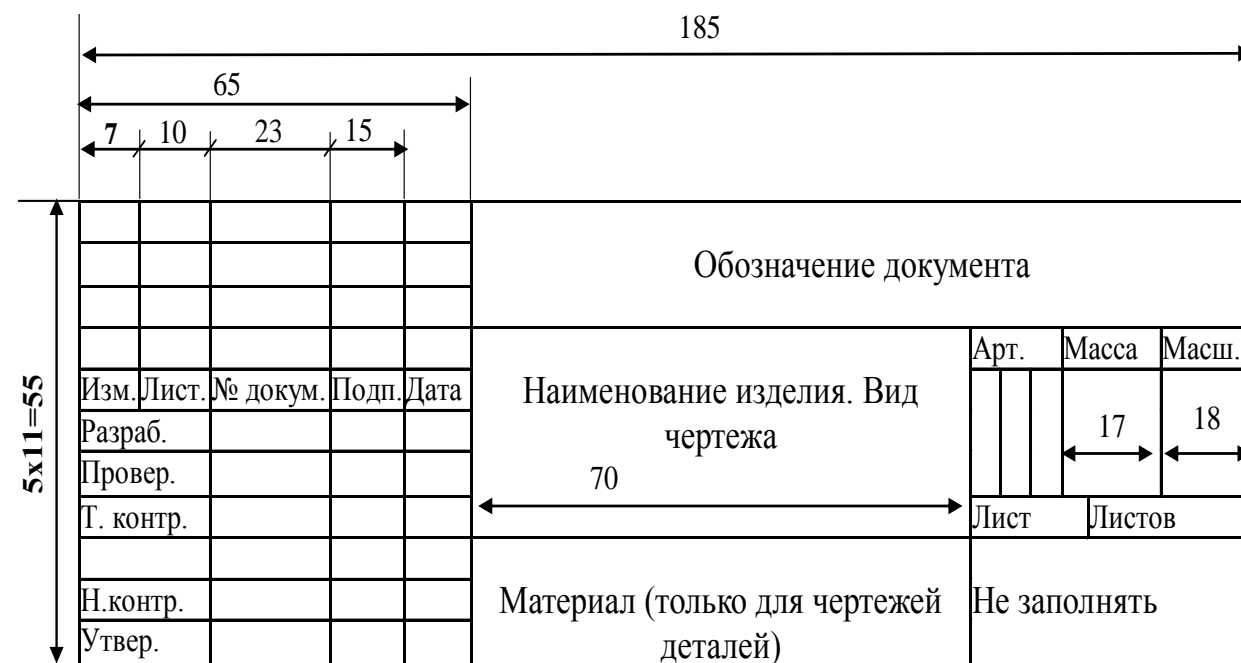 185
65
7 10 23 15
Обозначение документа
Арт. Масса Масш.
Изм. Лист. № докум. Подп. Дата
Наименование изделия. Вид
чертежа
Разраб.
17 18
Провер.
70
Т. контр.
Лист Листов
5х11=55
Н.контр.
Материал (только для чертежей
деталей)
Не заполнять
Утвер.